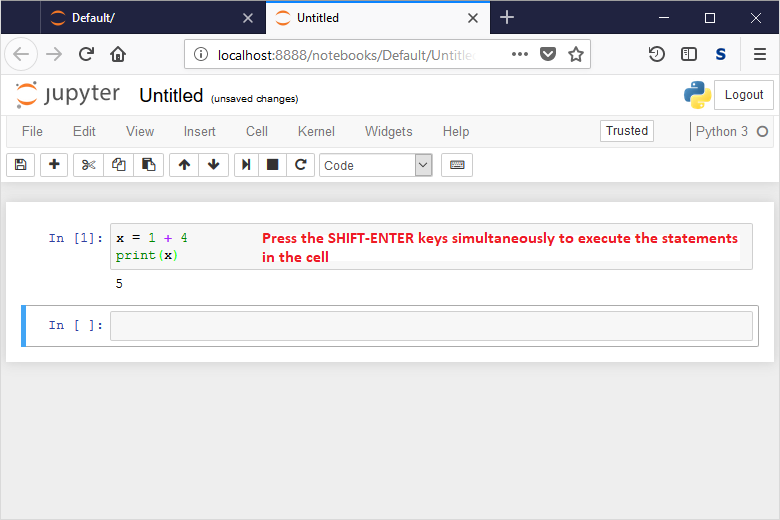 Default/
Untitled
localhost:8888/notebooks/Default/Untitle
S
jupyter Untitled (unsaved changes)
Logout
File Edit View Insert Cell Kernel Widgets Help
Trusted
Python 3
Code
In [1]: x = 1 + 4
print(x)
Press the SHIFT-ENTER keys simultaneously to execute the statements
in the cell
5
In [ ]: